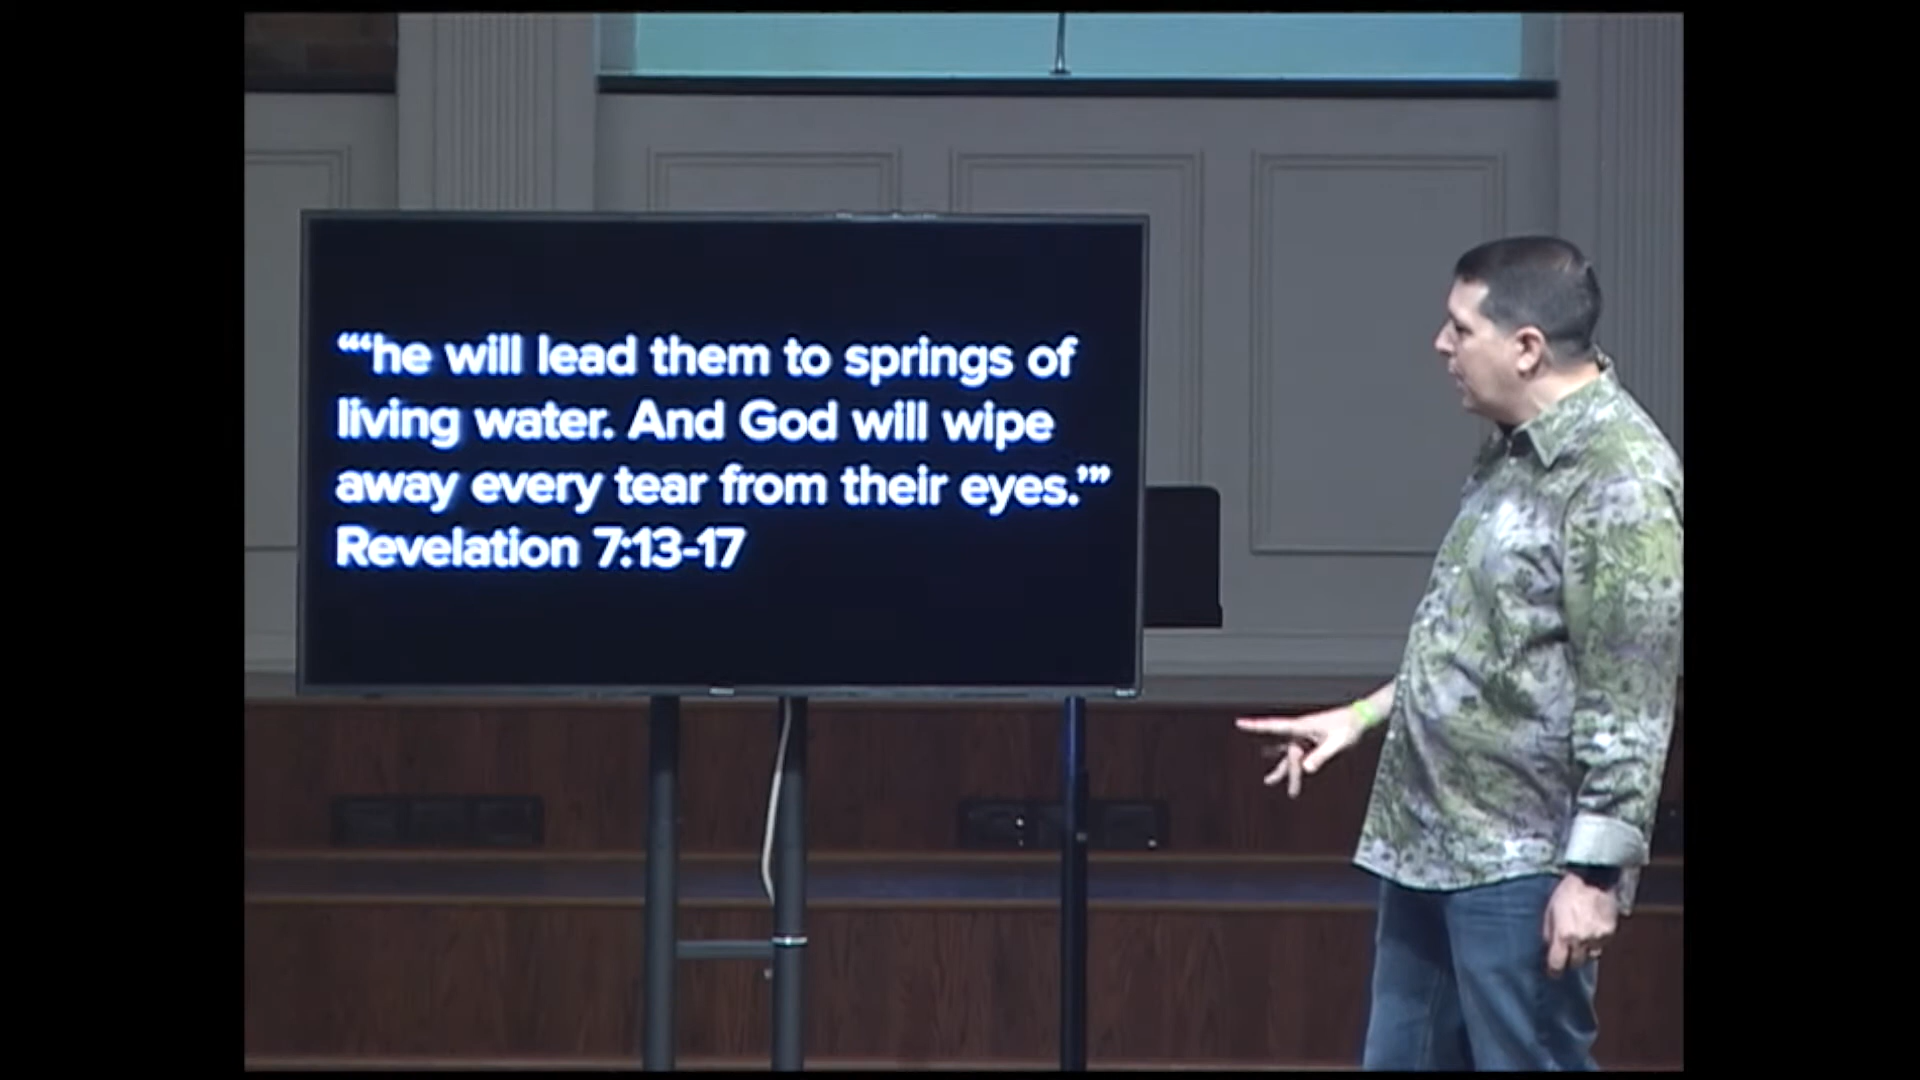 “‘he will lead them to springs of
living water. And God will wipe
away every tear from their eyes.’”
Revelation 7:13-17